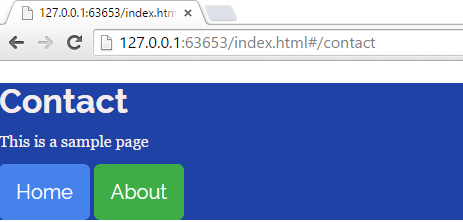 127.0.0.1:63653/index.htm
127.0.0.1:63653/index.html#/contact
Contact
This is a sample page
Home
About